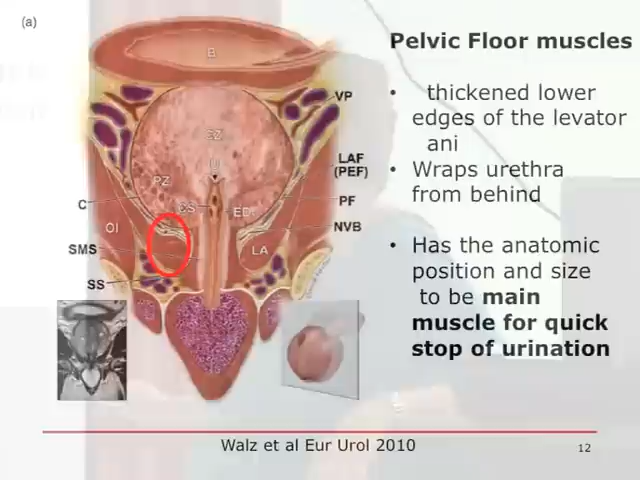 (a)
Pelvic Floor muscles
• thickened lower
edges of the levator
ani
• Wraps urethra
from behind
• Has the anatomic
position and size
to be main
muscle for quick
stop of urination
B
VP
LAF
(PEF)
PZ
U
C
CS
ED
PF
OI
NVB
SMS
LA
SS
Walz et al Eur Urol 2010
12